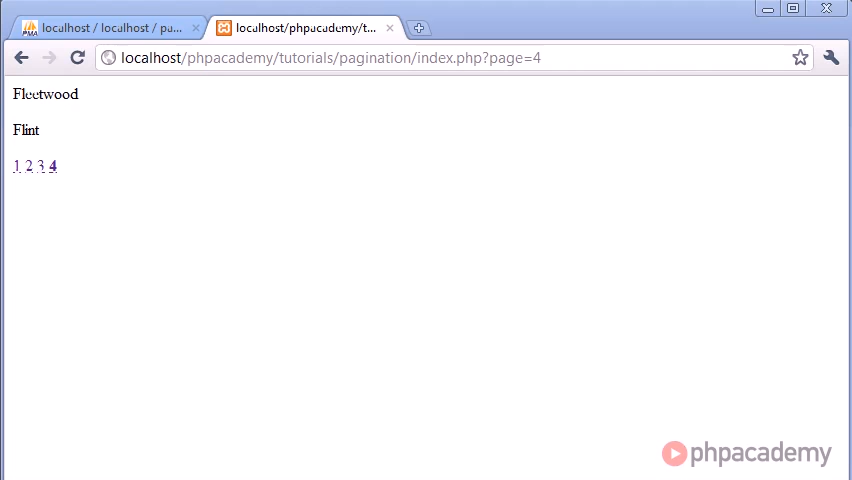 localhost / localhost / pa...
localhost/phpacademy/t...
localhost/phpacademy/tutorials/pagination/index.php?page=4
Fleetwood
Flint
1 2 3 4
phpacademy